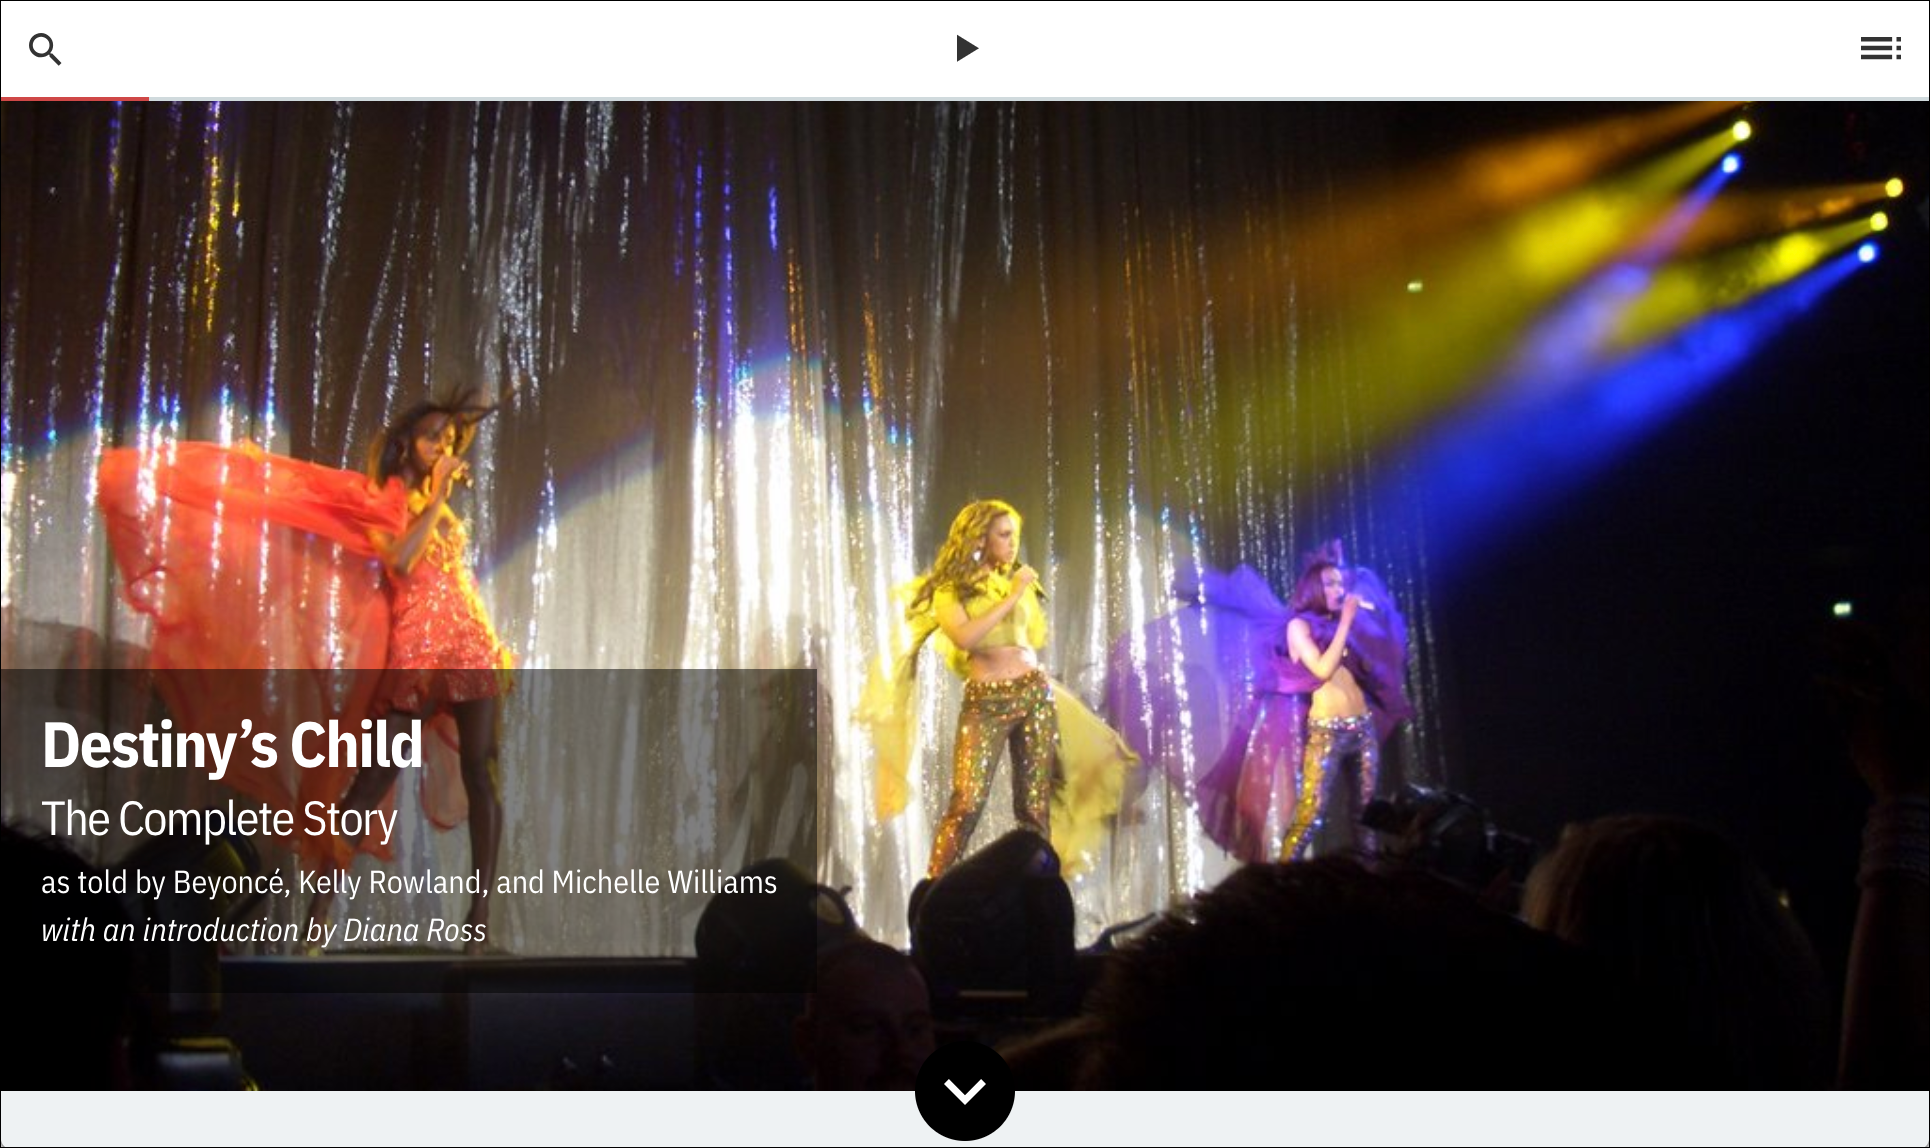 Destiny’s Child
The Complete Story
as told by Beyoncé, Kelly Rowland, and Michelle Williams
with an introduction by Diana Ross